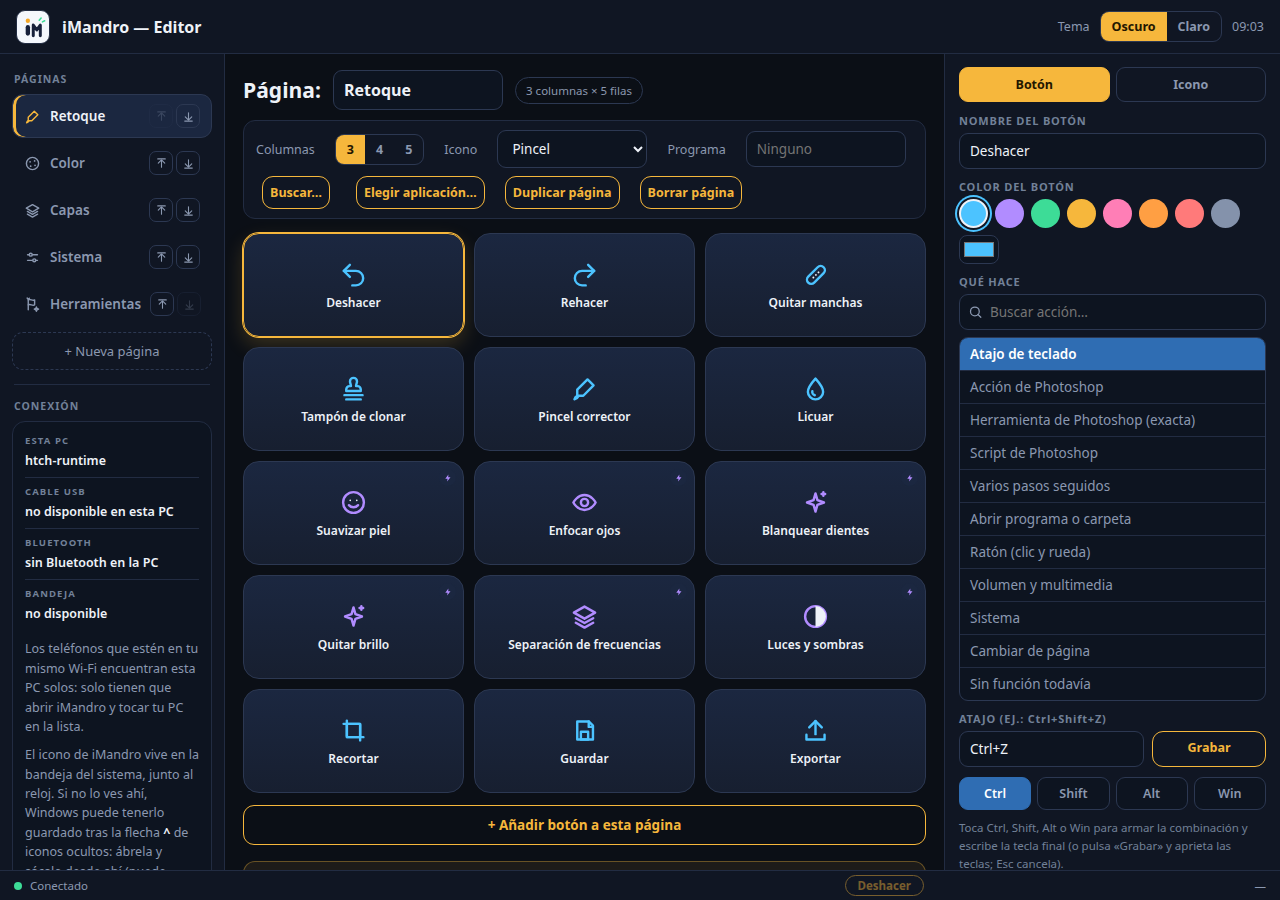 iM
iMandro — Editor
Tema
Oscuro
Claro
09:03
PÁGINAS
Retoque
Color
Capas
Sistema
Herramientas
+ Nueva página
CONEXIÓN
ESTA PC
htch-runtime
CABLE USB
no disponible en esta PC
BLUETOOTH
sin Bluetooth en la PC
BANDEJA
no disponible
Los teléfonos que estén en tu
mismo Wi-Fi encuentran esta
PC solos: solo tienen que
abrir iMandro y tocar tu PC
en la lista.
El icono de iMandro vive en la
bandeja del sistema, junto al
reloj. Si no lo ves ahí,
Windows puede tenerlo
guardado tras la flecha ^ de
iconos ocultos: ábrela y
Página:
Retoque
3 columnas × 5 filas
Columnas
3
4
5
Icono
Pincel
Programa
Ninguno
Buscar…
Elegir aplicación…
Duplicar página
Borrar página
Deshacer
Rehacer
Quitar manchas
Tampón de clonar
Pincel corrector
Licuar
Suavizar piel
Enfocar ojos
Blanquear dientes
Quitar brillo
Separación de frecuencias
Luces y sombras
Recortar
Guardar
Exportar
+ Añadir botón a esta página
Botón
Icono
NOMBRE DEL BOTÓN
Deshacer
COLOR DEL BOTÓN
QUÉ HACE
Buscar acción…
Atajo de teclado
Acción de Photoshop
Herramienta de Photoshop (exacta)
Script de Photoshop
Varios pasos seguidos
Abrir programa o carpeta
Ratón (clic y rueda)
Volumen y multimedia
Sistema
Cambiar de página
Sin función todavía
ATAJO (EJ.: Ctrl+Shift+Z)
Ctrl+Z
Grabar
Ctrl
Shift
Alt
Win
Toca Ctrl, Shift, Alt o Win para armar la combinación y
escribe la tecla final (o pulsa «Grabar» y aprieta las
teclas; Esc cancela).
Conectado
Deshacer
—